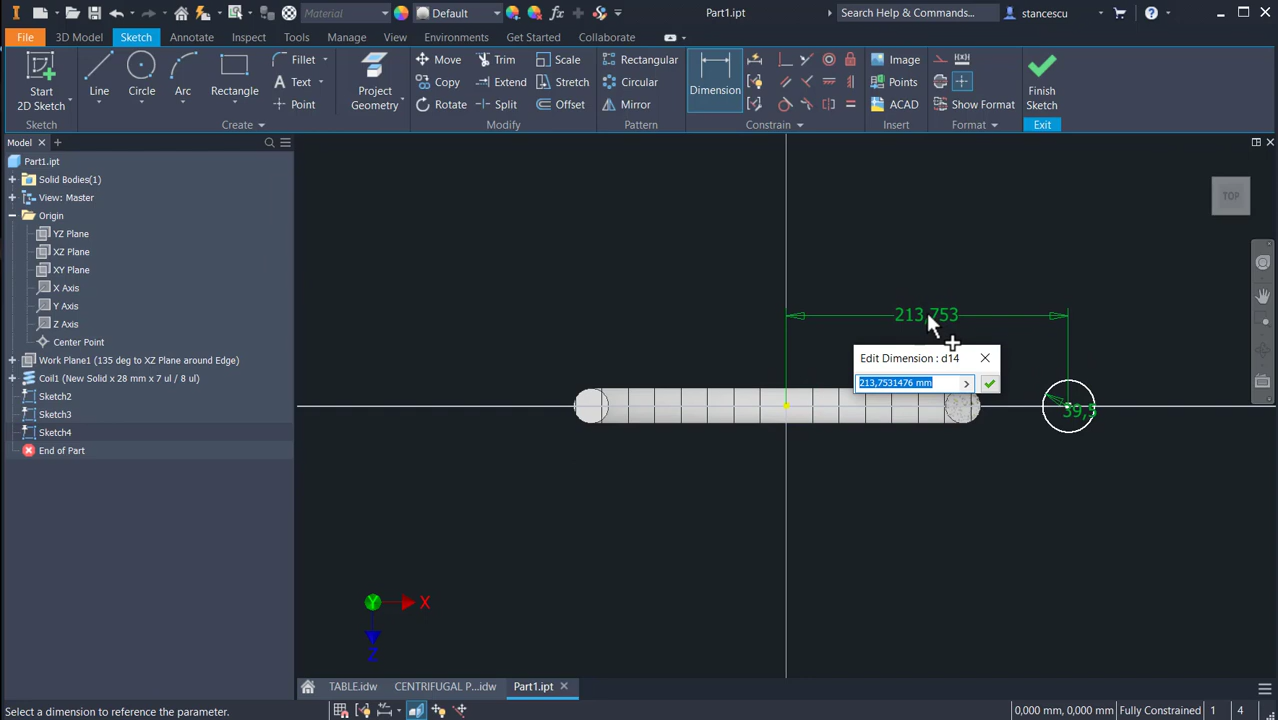 Material
Default
Part1.ipt
Search Help & Commands...
stancescu
File
3D Model
Sketch
Annotate
Inspect
Tools
Manage
View
Environments
Get Started
Collaborate
Start
2D Sketch
Line
Circle
Arc
Rectangle
Fillet
Text
Point
Project
Geometry
Move
Trim
Scale
Copy
Extend
Stretch
Rotate
Split
Offset
Rectangular
Circular
Mirror
Dimension
Image
Points
ACAD
Show Format
Finish
Sketch
Sketch
Create
Modify
Pattern
Constrain
Insert
Format
Exit
Model
Part1.ipt
Solid Bodies(1)
View: Master
Origin
YZ Plane
XZ Plane
XY Plane
X Axis
Y Axis
Z Axis
Center Point
Work Plane1 (135 deg to XZ Plane around Edge)
Coil1 (New Solid x 28 mm x 7 ul / 8 ul)
Sketch2
Sketch3
Sketch4
End of Part
TOP
213,753
Edit Dimension : d14
213,7531476 mm
39,5
Y
X
Z
TABLE.idw
CENTRIFUGAL P...idw
Part1.ipt
Select a dimension to reference the parameter.
0,000 mm, 0,000 mm
Fully Constrained
1
4